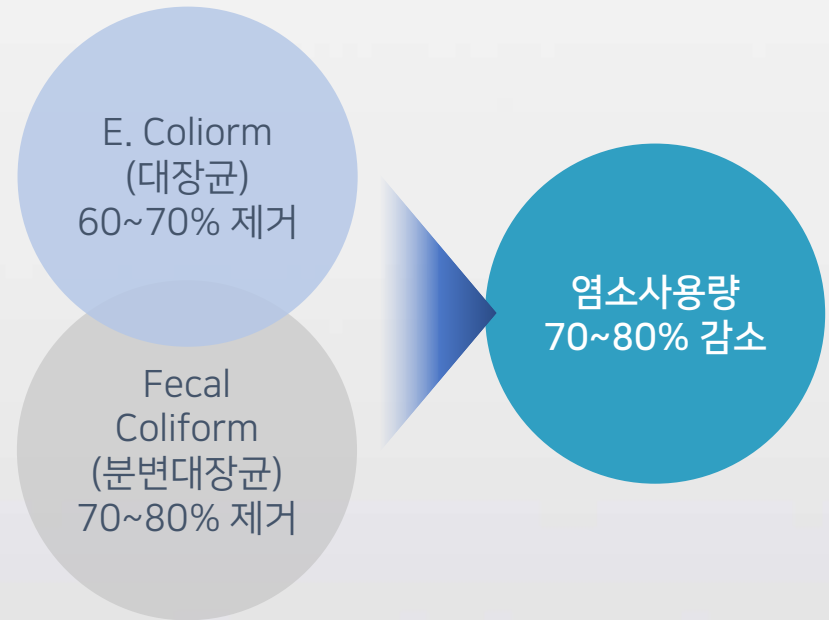 E. Coliorm
(대장균)
60~70% 제거
Fecal
Coliform
(분변대장균)
70~80% 제거
염소사용량
70~80% 감소